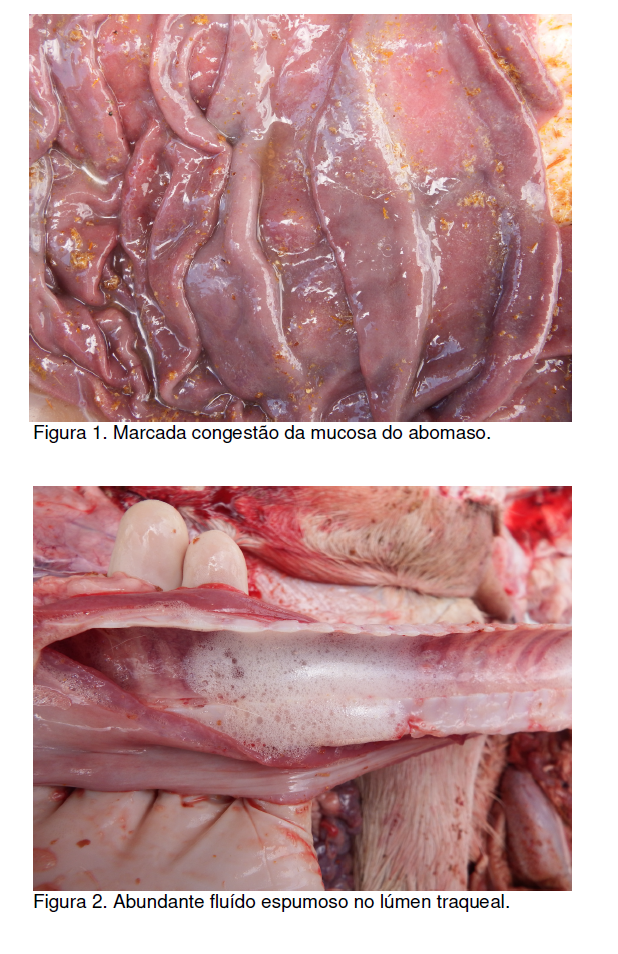 Figura 1. Marcada congestão da mucosa do abomaso.
Figura 2. Abundante fluído espumoso no lúmen traqueal.